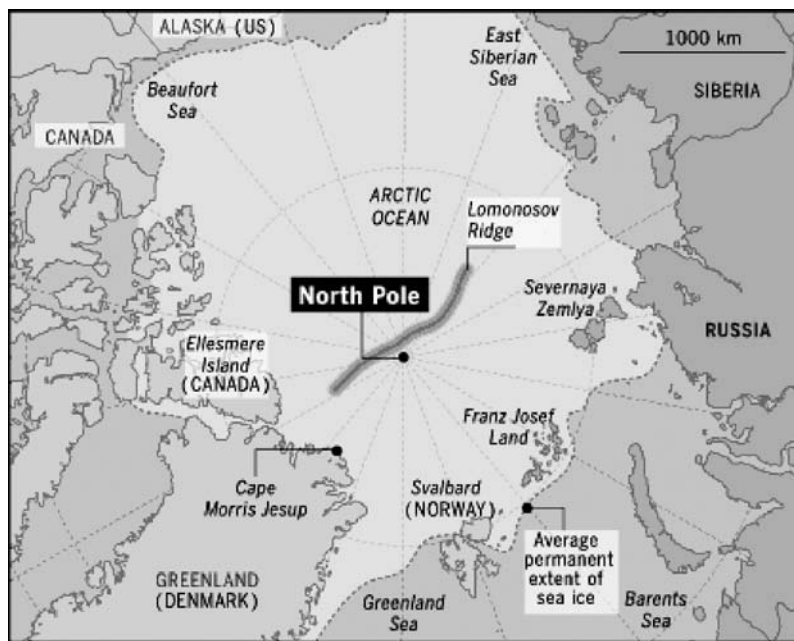 ALASKA (US)
East
Siberian
Sea
1000 km
Beaufort
Sea
SIBERIA
CANADA
ARCTIC
OCEAN
Lomonosov
Ridge
North Pole
Severnaya
Zemlya
RUSSIA
Ellesmere
Island
(CANADA)
Franz Josef
Land
Cape
Morris Jesup
Svalbard
(NORWAY)
Average
permanent
extent of
sea ice
GREENLAND
(DENMARK)
Greenland
Sea
Barents
Sea